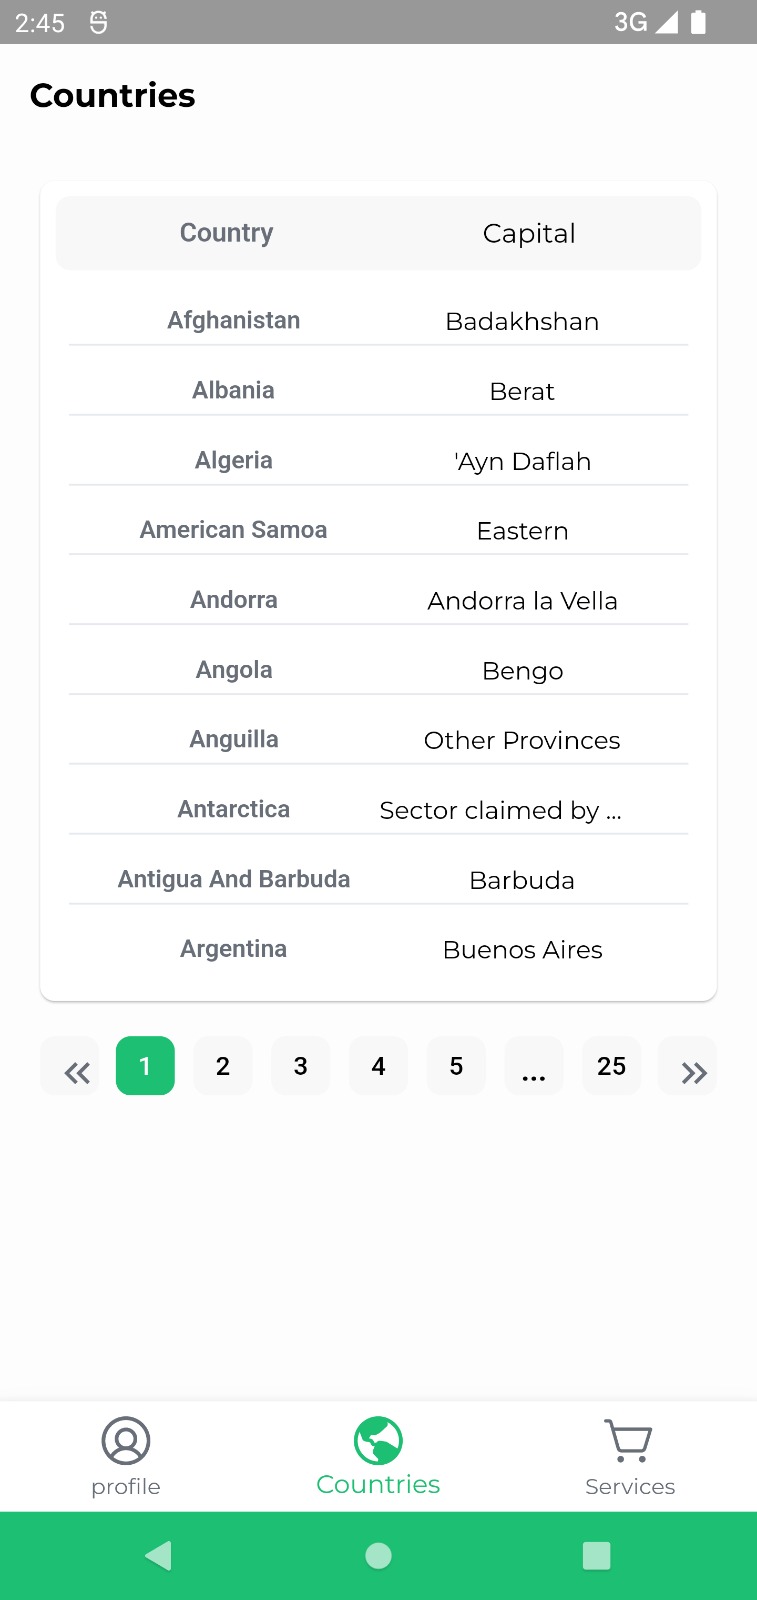 2:45 3G
Countries
Country Capital
Afghanistan Badakhshan
Albania Berat
Algeria 'Ayn Daflah
American Samoa Eastern
Andorra Andorra la Vella
Angola Bengo
Anguilla Other Provinces
Antarctica Sector claimed by ...
Antigua And Barbuda Barbuda
Argentina Buenos Aires
« 1 2 3 4 5 ... 25 »
profile Countries Services